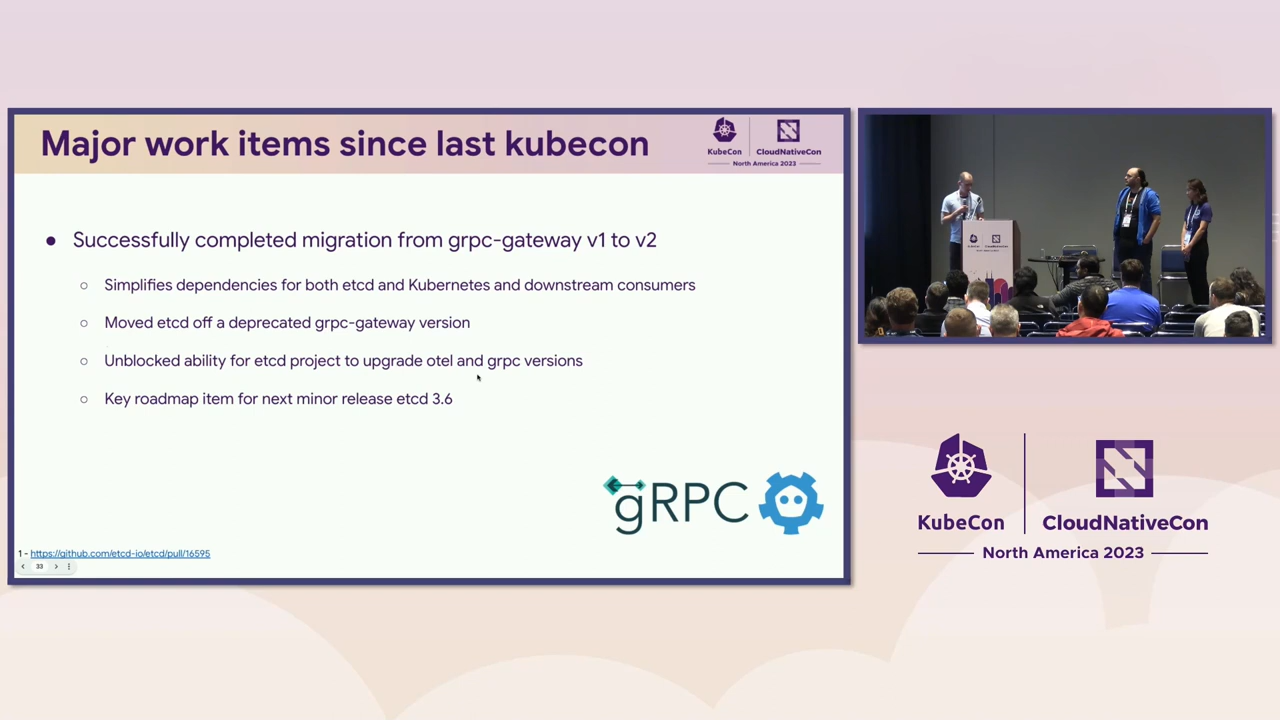 Major work items since last kubecon
KubeCon
CloudNativeCon
North America 2023
● Successfully completed migration from grpc-gateway v1 to v2
○ Simplifies dependencies for both etcd and Kubernetes and downstream consumers
○ Moved etcd off a deprecated grpc-gateway version
○ Unblocked ability for etcd project to upgrade otel and grpc versions
○ Key roadmap item for next minor release etcd 3.6
gRPC
1 - https://github.com/etcd-io/etcd/pull/16595
33
KubeCon
CloudNativeCon
North America 2023